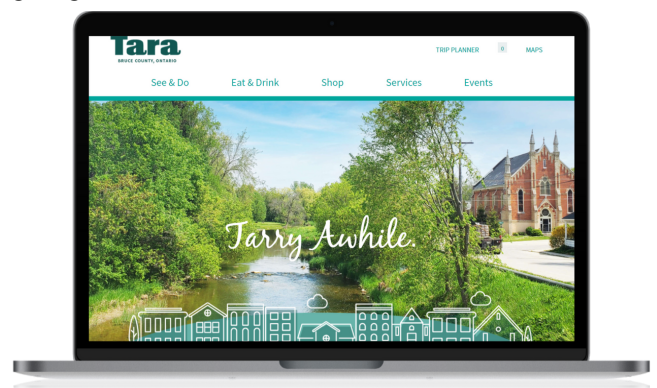 Tara
BRUCE COUNTY, ONTARIO
TRIP PLANNER 0 MAPS
See & Do Eat & Drink Shop Services Events
Tarry Awhile.